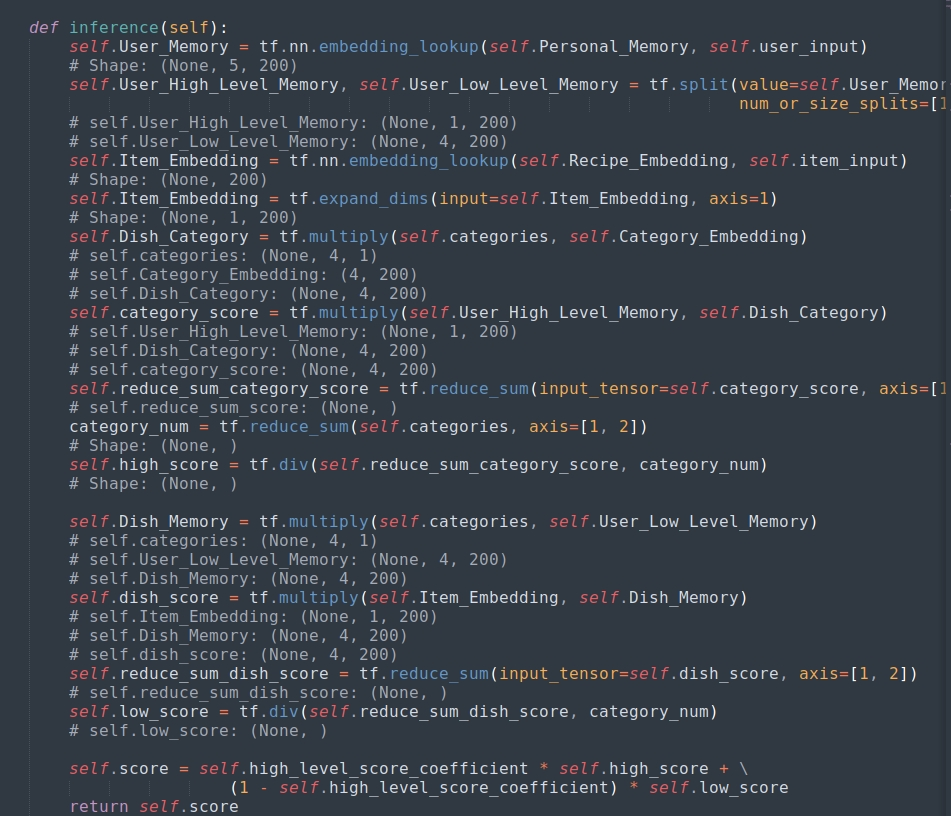 def inference(self):
self.User_Memory = tf.nn.embedding_lookup(self.Personal_Memory, self.user_input)
# Shape: (None, 5, 200)
self.User_High_Level_Memory, self.User_Low_Level_Memory = tf.split(value=self.User_Memor
num_or_size_splits=[1
# self.User_High_Level_Memory: (None, 1, 200)
# self.User_Low_Level_Memory: (None, 4, 200)
self.Item_Embedding = tf.nn.embedding_lookup(self.Recipe_Embedding, self.item_input)
# Shape: (None, 200)
self.Item_Embedding = tf.expand_dims(input=self.Item_Embedding, axis=1)
# Shape: (None, 1, 200)
self.Dish_Category = tf.multiply(self.categories, self.Category_Embedding)
# self.categories: (None, 4, 1)
# self.Category_Embedding: (4, 200)
# self.Dish_Category: (None, 4, 200)
self.category_score = tf.multiply(self.User_High_Level_Memory, self.Dish_Category)
# self.User_High_Level_Memory: (None, 1, 200)
# self.Dish_Category: (None, 4, 200)
# self.category_score: (None, 4, 200)
self.reduce_sum_category_score = tf.reduce_sum(input_tensor=self.category_score, axis=[1
# self.reduce_sum_score: (None, )
category_num = tf.reduce_sum(self.categories, axis=[1, 2])
# Shape: (None, )
self.high_score = tf.div(self.reduce_sum_category_score, category_num)
# Shape: (None, )
self.Dish_Memory = tf.multiply(self.categories, self.User_Low_Level_Memory)
# self.categories: (None, 4, 1)
# self.User_Low_Level_Memory: (None, 4, 200)
# self.Dish_Memory: (None, 4, 200)
self.dish_score = tf.multiply(self.Item_Embedding, self.Dish_Memory)
# self.Item_Embedding: (None, 1, 200)
# self.Dish_Memory: (None, 4, 200)
# self.dish_score: (None, 4, 200)
self.reduce_sum_dish_score = tf.reduce_sum(input_tensor=self.dish_score, axis=[1, 2])
# self.reduce_sum_dish_score: (None, )
self.low_score = tf.div(self.reduce_sum_dish_score, category_num)
# self.low_score: (None, )
self.score = self.high_level_score_coefficient * self.high_score + \
(1 - self.high_level_score_coefficient) * self.low_score
return self.score